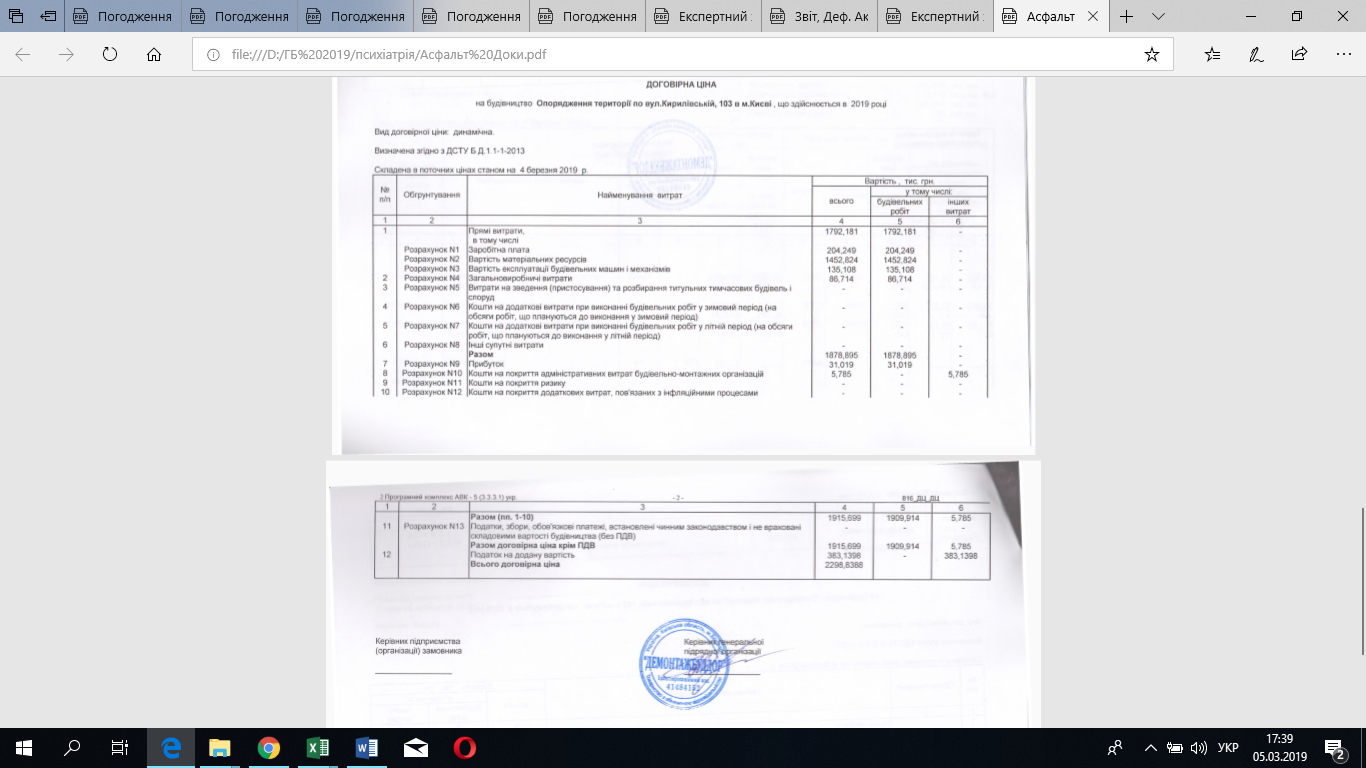 Погодження
Погодження
Погодження
Погодження
Погодження
Експертний
Звіт, Деф. Ак
Експертний
Асфальт
file:///D:/ГБ%202019/психіатрія/Асфальт%20Доки.pdf
ДОГОВІРНА ЦІНА
на будівництво Опорядження території по вул.Кирилівській, 103 в м.Києві , що здійснюється в 2019 році
Вид договірної ціни: динамічна.
Визначена згідно з ДСТУ Б Д.1.1-1-2013
Складена в поточних цінах станом на 4 березня 2019 р.
№ п/п Обґрунтування Найменування витрат Вартість , тис. грн.
всього у тому числі:
будівельних робіт інших витрат
1 2 3 4 5 6
1 Прямі витрати, 1792,181 1792,181 -
в тому числі
Розрахунок N1 Заробітна плата 204,249 204,249 -
Розрахунок N2 Вартість матеріальних ресурсів 1452,824 1452,824 -
Розрахунок N3 Вартість експлуатації будівельних машин і механізмів 135,108 135,108 -
2 Розрахунок N4 Загальновиробничі витрати 86,714 86,714 -
3 Розрахунок N5 Витрати на зведення (пристосування) та розбирання титульних тимчасових будівель і - - -
споруд
4 Розрахунок N6 Кошти на додаткові витрати при виконанні будівельних робіт у зимовий період (на - - -
обсяги робіт, що плануються до виконання у зимовий період)
5 Розрахунок N7 Кошти на додаткові витрати при виконанні будівельних робіт у літній період (на обсяги - - -
робіт, що плануються до виконання у літній період)
6 Розрахунок N8 Інші супутні витрати - - -
Разом 1878,895 1878,895 -
7 Розрахунок N9 Прибуток 31,019 31,019 -
8 Розрахунок N10 Кошти на покриття адміністративних витрат будівельно-монтажних організацій 5,785 - 5,785
9 Розрахунок N11 Кошти на покриття ризику - - -
10 Розрахунок N12 Кошти на покриття додаткових витрат, пов'язаних з інфляційними процесами - - -
Програмний комплекс АВК - 5 (3.3.3.1) укр. - 2 - 816_ДЦ_ДЦ
1 2 3 4 5 6
Разом (пп. 1-10) 1915,699 1909,914 5,785
11 Розрахунок N13 Податки, збори, обов'язкові платежі, встановлені чинним законодавством і не враховані - - -
складовими вартості будівництва (без ПДВ)
Разом договірна ціна крім ПДВ 1915,699 1909,914 5,785
12 Податок на додану вартість 383,1398 - 383,1398
Всього договірна ціна 2298,8388
Керівник підприємства
(організації) замовника
Керівник генеральної
підрядної організації
"ДЕМОНТАЖБУДДОР"
УКР
17:39
05.03.2019
2